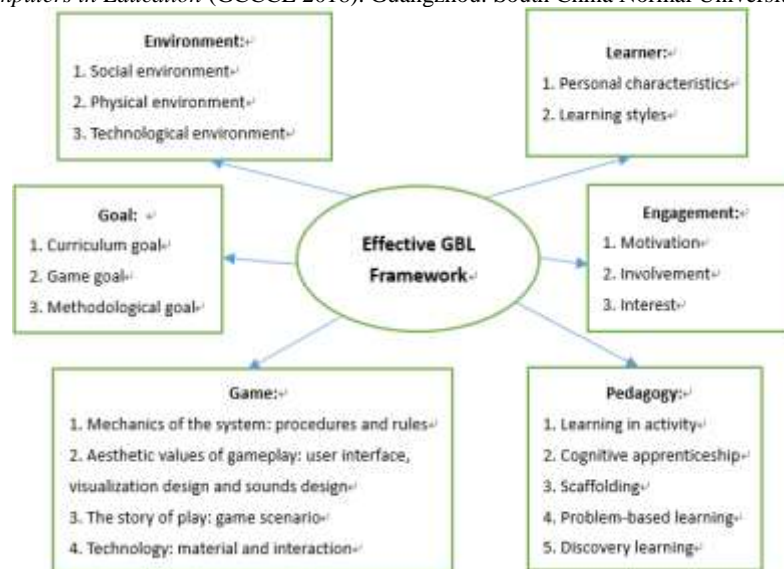 mputers in Education (GCCCE 2018). Guangzhou: South China Normal Universi
Environment:
1. Social environment
2. Physical environment
3. Technological environment
Learner:
1. Personal characteristics
2. Learning styles
Goal:
1. Curriculum goal
2. Game goal
3. Methodological goal
Effective GBL
Framework
Engagement:
1. Motivation
2. Involvement
3. Interest
Game:
1. Mechanics of the system: procedures and rules
2. Aesthetic values of gameplay: user interface,
visualization design and sounds design
3. The story of play: game scenario
4. Technology: material and interaction
Pedagogy:
1. Learning in activity
2. Cognitive apprenticeship
3. Scaffolding
4. Problem-based learning
5. Discovery learning